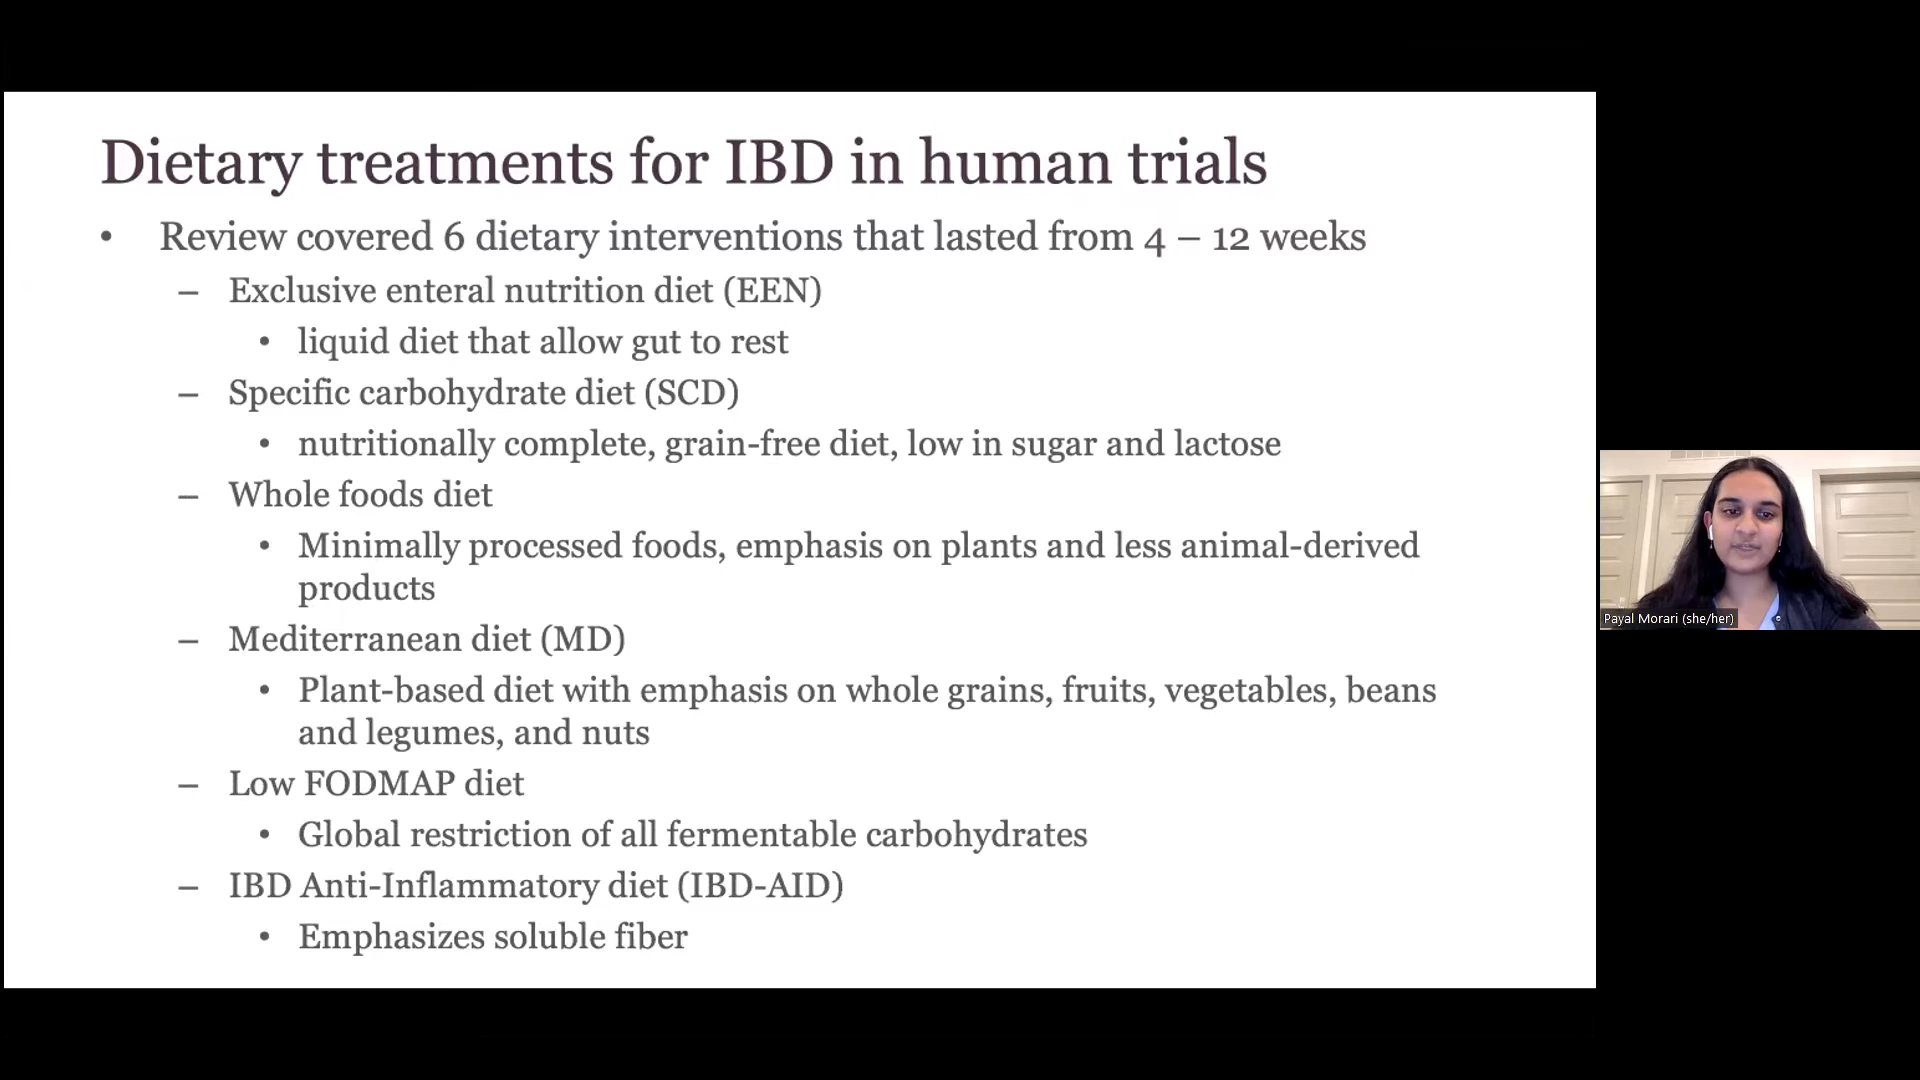 Dietary treatments for IBD in human trials
• Review covered 6 dietary interventions that lasted from 4 – 12 weeks
– Exclusive enteral nutrition diet (EEN)
• liquid diet that allow gut to rest
– Specific carbohydrate diet (SCD)
• nutritionally complete, grain-free diet, low in sugar and lactose
– Whole foods diet
• Minimally processed foods, emphasis on plants and less animal-derived
products
– Mediterranean diet (MD)
• Plant-based diet with emphasis on whole grains, fruits, vegetables, beans
and legumes, and nuts
– Low FODMAP diet
• Global restriction of all fermentable carbohydrates
– IBD Anti-Inflammatory diet (IBD-AID)
• Emphasizes soluble fiber
Payal Morari (she/her)